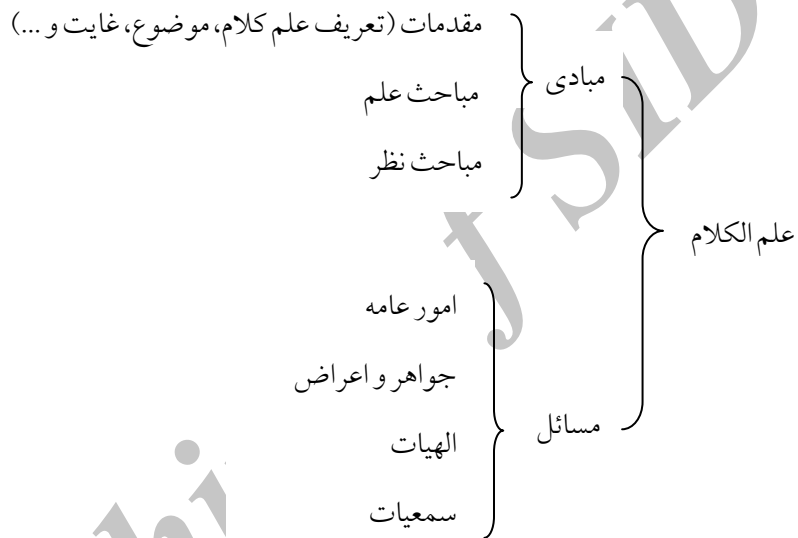 مقدمات (تعریف علم کلام، موضوع، غایت و ...)
مبادی
مباحث علم
مباحث نظر
علم الکلام
امور عامه
جواهر و اعراض
مسائل
الهیات
سمعیات